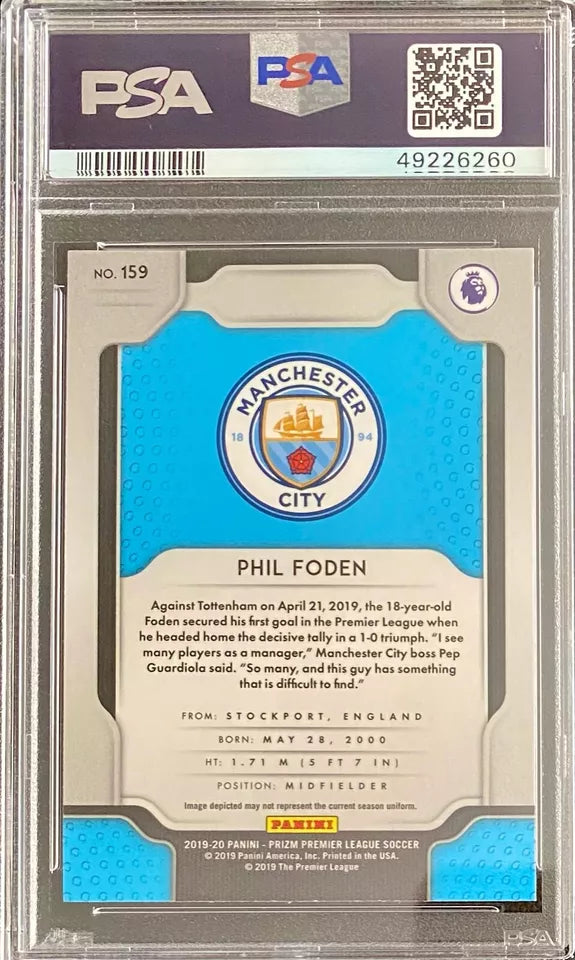 PSA
PSA
49226260
NO. 159
MANCHESTER
18 94
CITY
PHIL FODEN
Against Tottenham on April 21, 2019, the 18-year-old
Foden secured his first goal in the Premier League when
he headed home the decisive tally in a 1-0 triumph. “I see
many players as a manager,” Manchester City boss Pep
Guardiola said. “So many, and this guy has something
that is difficult to find.”
FROM: STOCKPORT, ENGLAND
BORN: MAY 28, 2000
HT: 1.71 M (5 FT 7 IN)
POSITION: MIDFIELDER
Image depicted may not represent the current season uniform.
PANINI
2019-20 PANINI - PRIZM PREMIER LEAGUE SOCCER
© 2019 Panini America, Inc. Printed in the USA.
© 2019 The Premier League
PSA